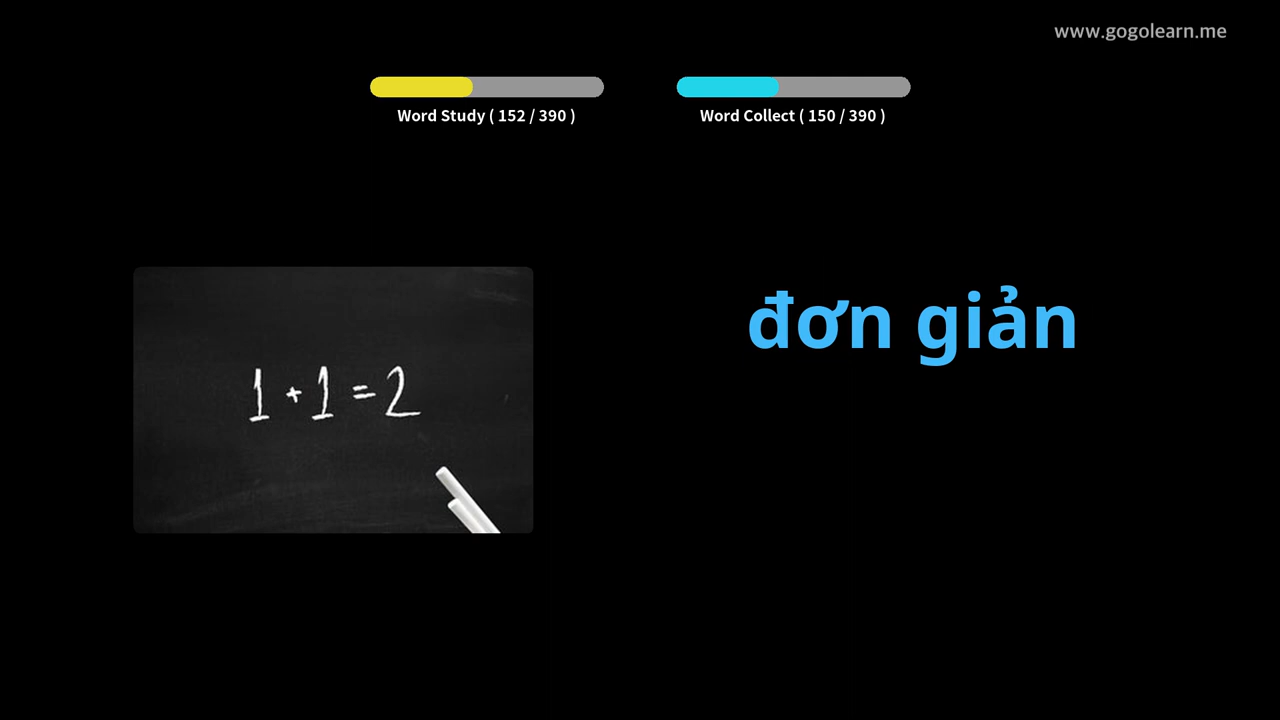 www.gogolearn.me
Word Study ( 152 / 390 )
Word Collect ( 150 / 390 )
đơn giản
1 + 1 = 2